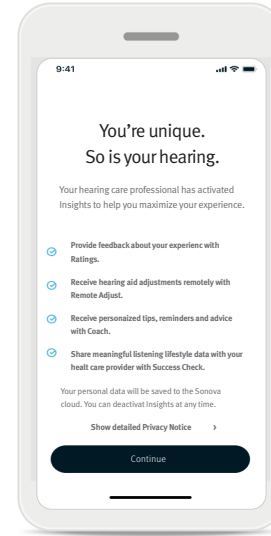 9:41
You're unique.
So is your hearing.
Your hearing care professional has activated
Insights to help you maximize your experience.
Provide feedback about your experienc with
Ratings.
Receive hearing aid adjustments remotely with
Remote Adjust.
Receive personaized tips, reminders and advice
with Coach.
Share meaningful listening lifestyle data with your
healt care provider with Success Check.
Your personal data will be saved to the Sonova
cloud. You can deactivat Insights at any time.
Show detailed Privacy Notice
Continue